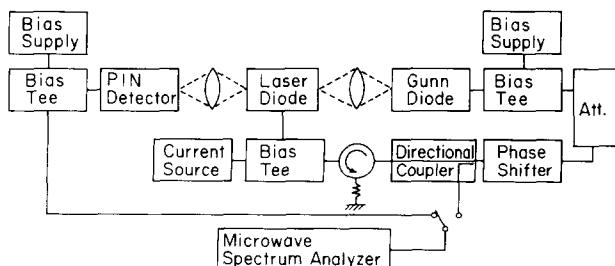 Bias
Supply
Bias
Supply
Bias
Tee
PIN
Detector
Laser
Diode
Gunn
Diode
Bias
Tee
Att.
Current
Source
Bias
Tee
Directional
Coupler
Phase
Shifter
Microwave
Spectrum Analyzer